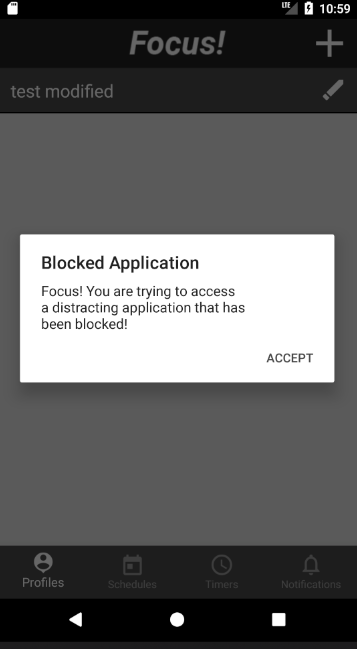 LTE 10:59
Focus!
test modified
Blocked Application
Focus! You are trying to access
a distracting application that has
been blocked!
ACCEPT
Profiles Schedules Timers Notifications